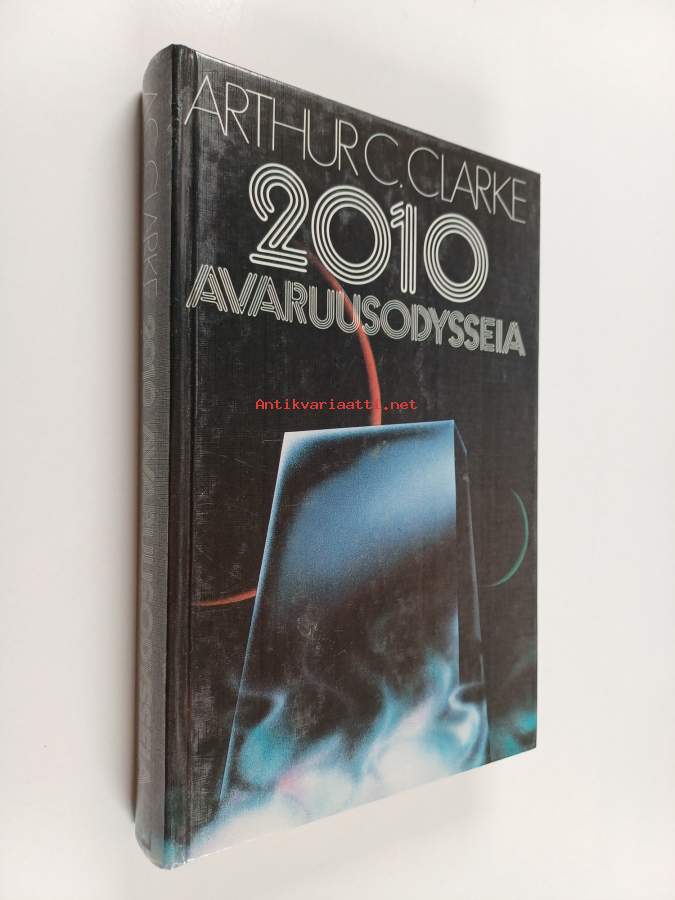 ARTHUR C. CLARKE
2010
AVARUUSODYSSEIA
Antikvariaatti.net
A.C. CLARKE 2010 AVARUUSODYSSEIA